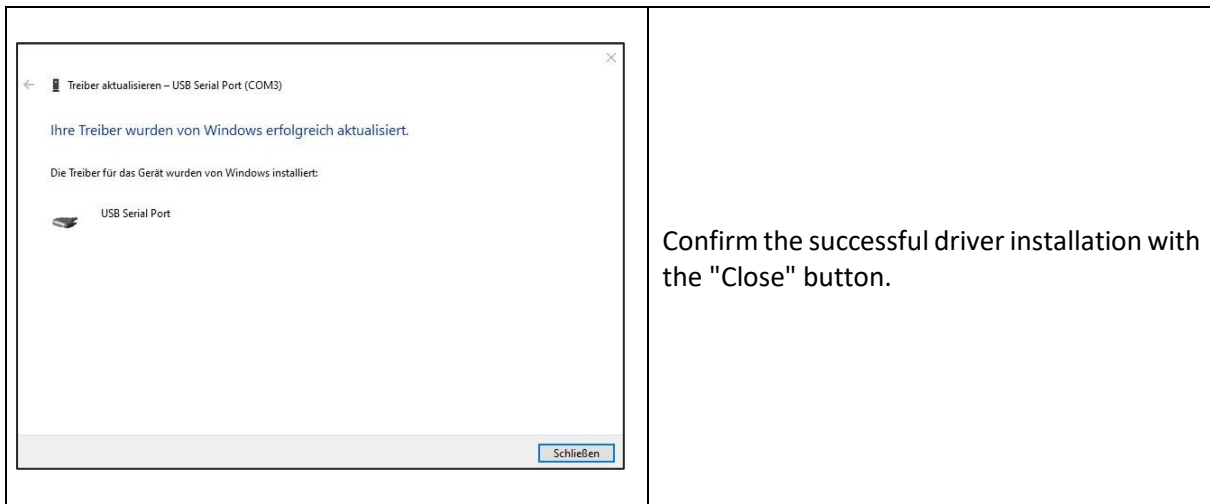 Treiber aktualisieren – USB Serial Port (COM3)
Ihre Treiber wurden von Windows erfolgreich aktualisiert.
Die Treiber für das Gerät wurden von Windows installiert:
USB Serial Port
Schließen
Confirm the successful driver installation with
the "Close" button.